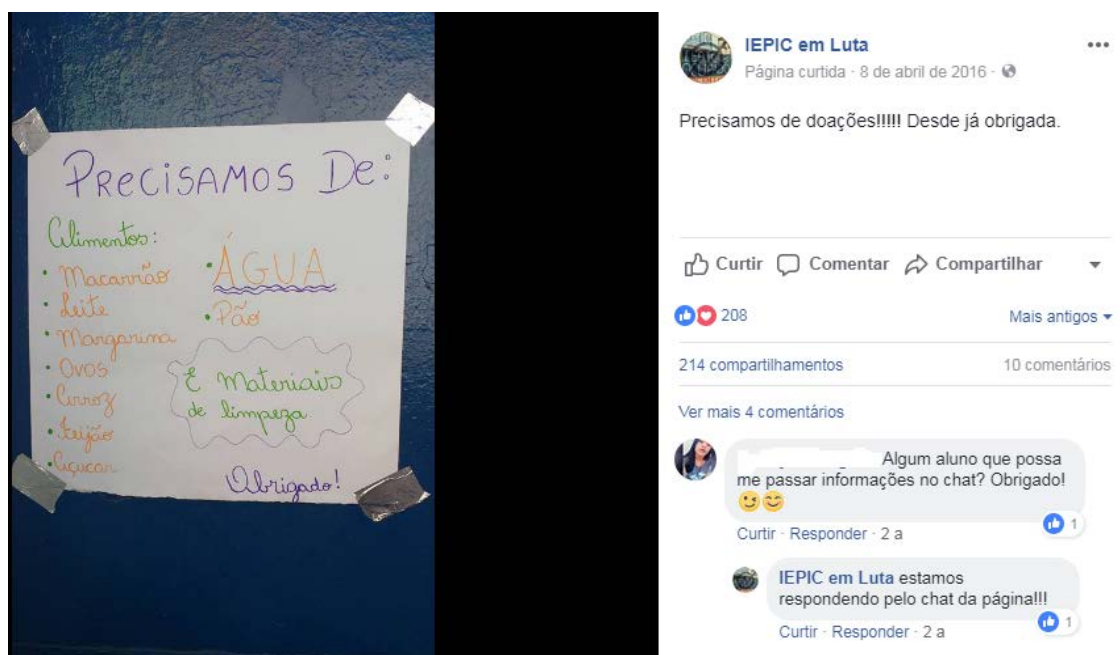 PRECISAMOS DE:
Alimentos:
• Macarrão
• Leite
• Margarina
• Ovos
• Arroz
• Feijão
• Açucar
• ÁGUA
• Pão
E Materiais
de limpeza
Obrigado!
IEPIC em Luta
Página curtida · 8 de abril de 2016 ·
Precisamos de doações!!!!! Desde já obrigada.
Curtir Comentar Compartilhar
208 Mais antigos
214 compartilhamentos 10 comentários
Ver mais 4 comentários
Algum aluno que possa
me passar informações no chat? Obrigado!
1
Curtir · Responder · 2 a
IEPIC em Luta estamos
respondendo pelo chat da página!!!
1
Curtir · Responder · 2 a